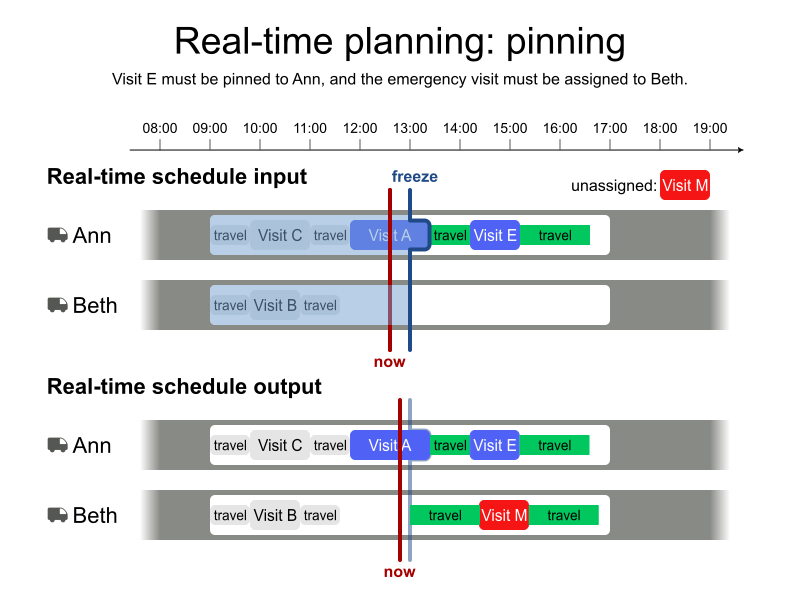 Real-time planning: pinning
Visit E must be pinned to Ann, and the emergency visit must be assigned to Beth.
08:00 09:00 10:00 11:00 12:00 13:00 14:00 15:00 16:00 17:00 18:00 19:00
Real-time schedule input
freeze
unassigned: Visit M
Ann travel Visit C travel Visit A travel Visit E travel
Beth travel Visit B travel
now
Real-time schedule output
Ann travel Visit C travel Visit A travel Visit E travel
Beth travel Visit B travel travel Visit M travel
now